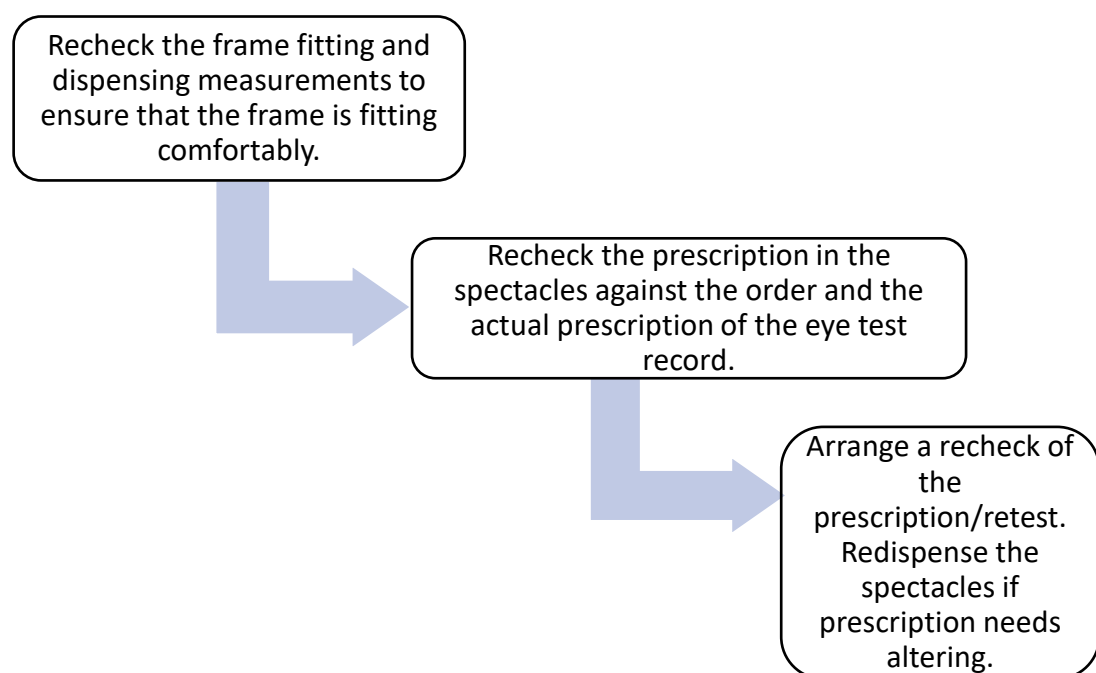 Recheck the frame fitting and
dispensing measurements to
ensure that the frame is fitting
comfortably.
Recheck the prescription in the
spectacles against the order and the
actual prescription of the eye test
record.
Arrange a recheck of
the
prescription/retest.
Redispense the
spectacles if
prescription needs
altering.